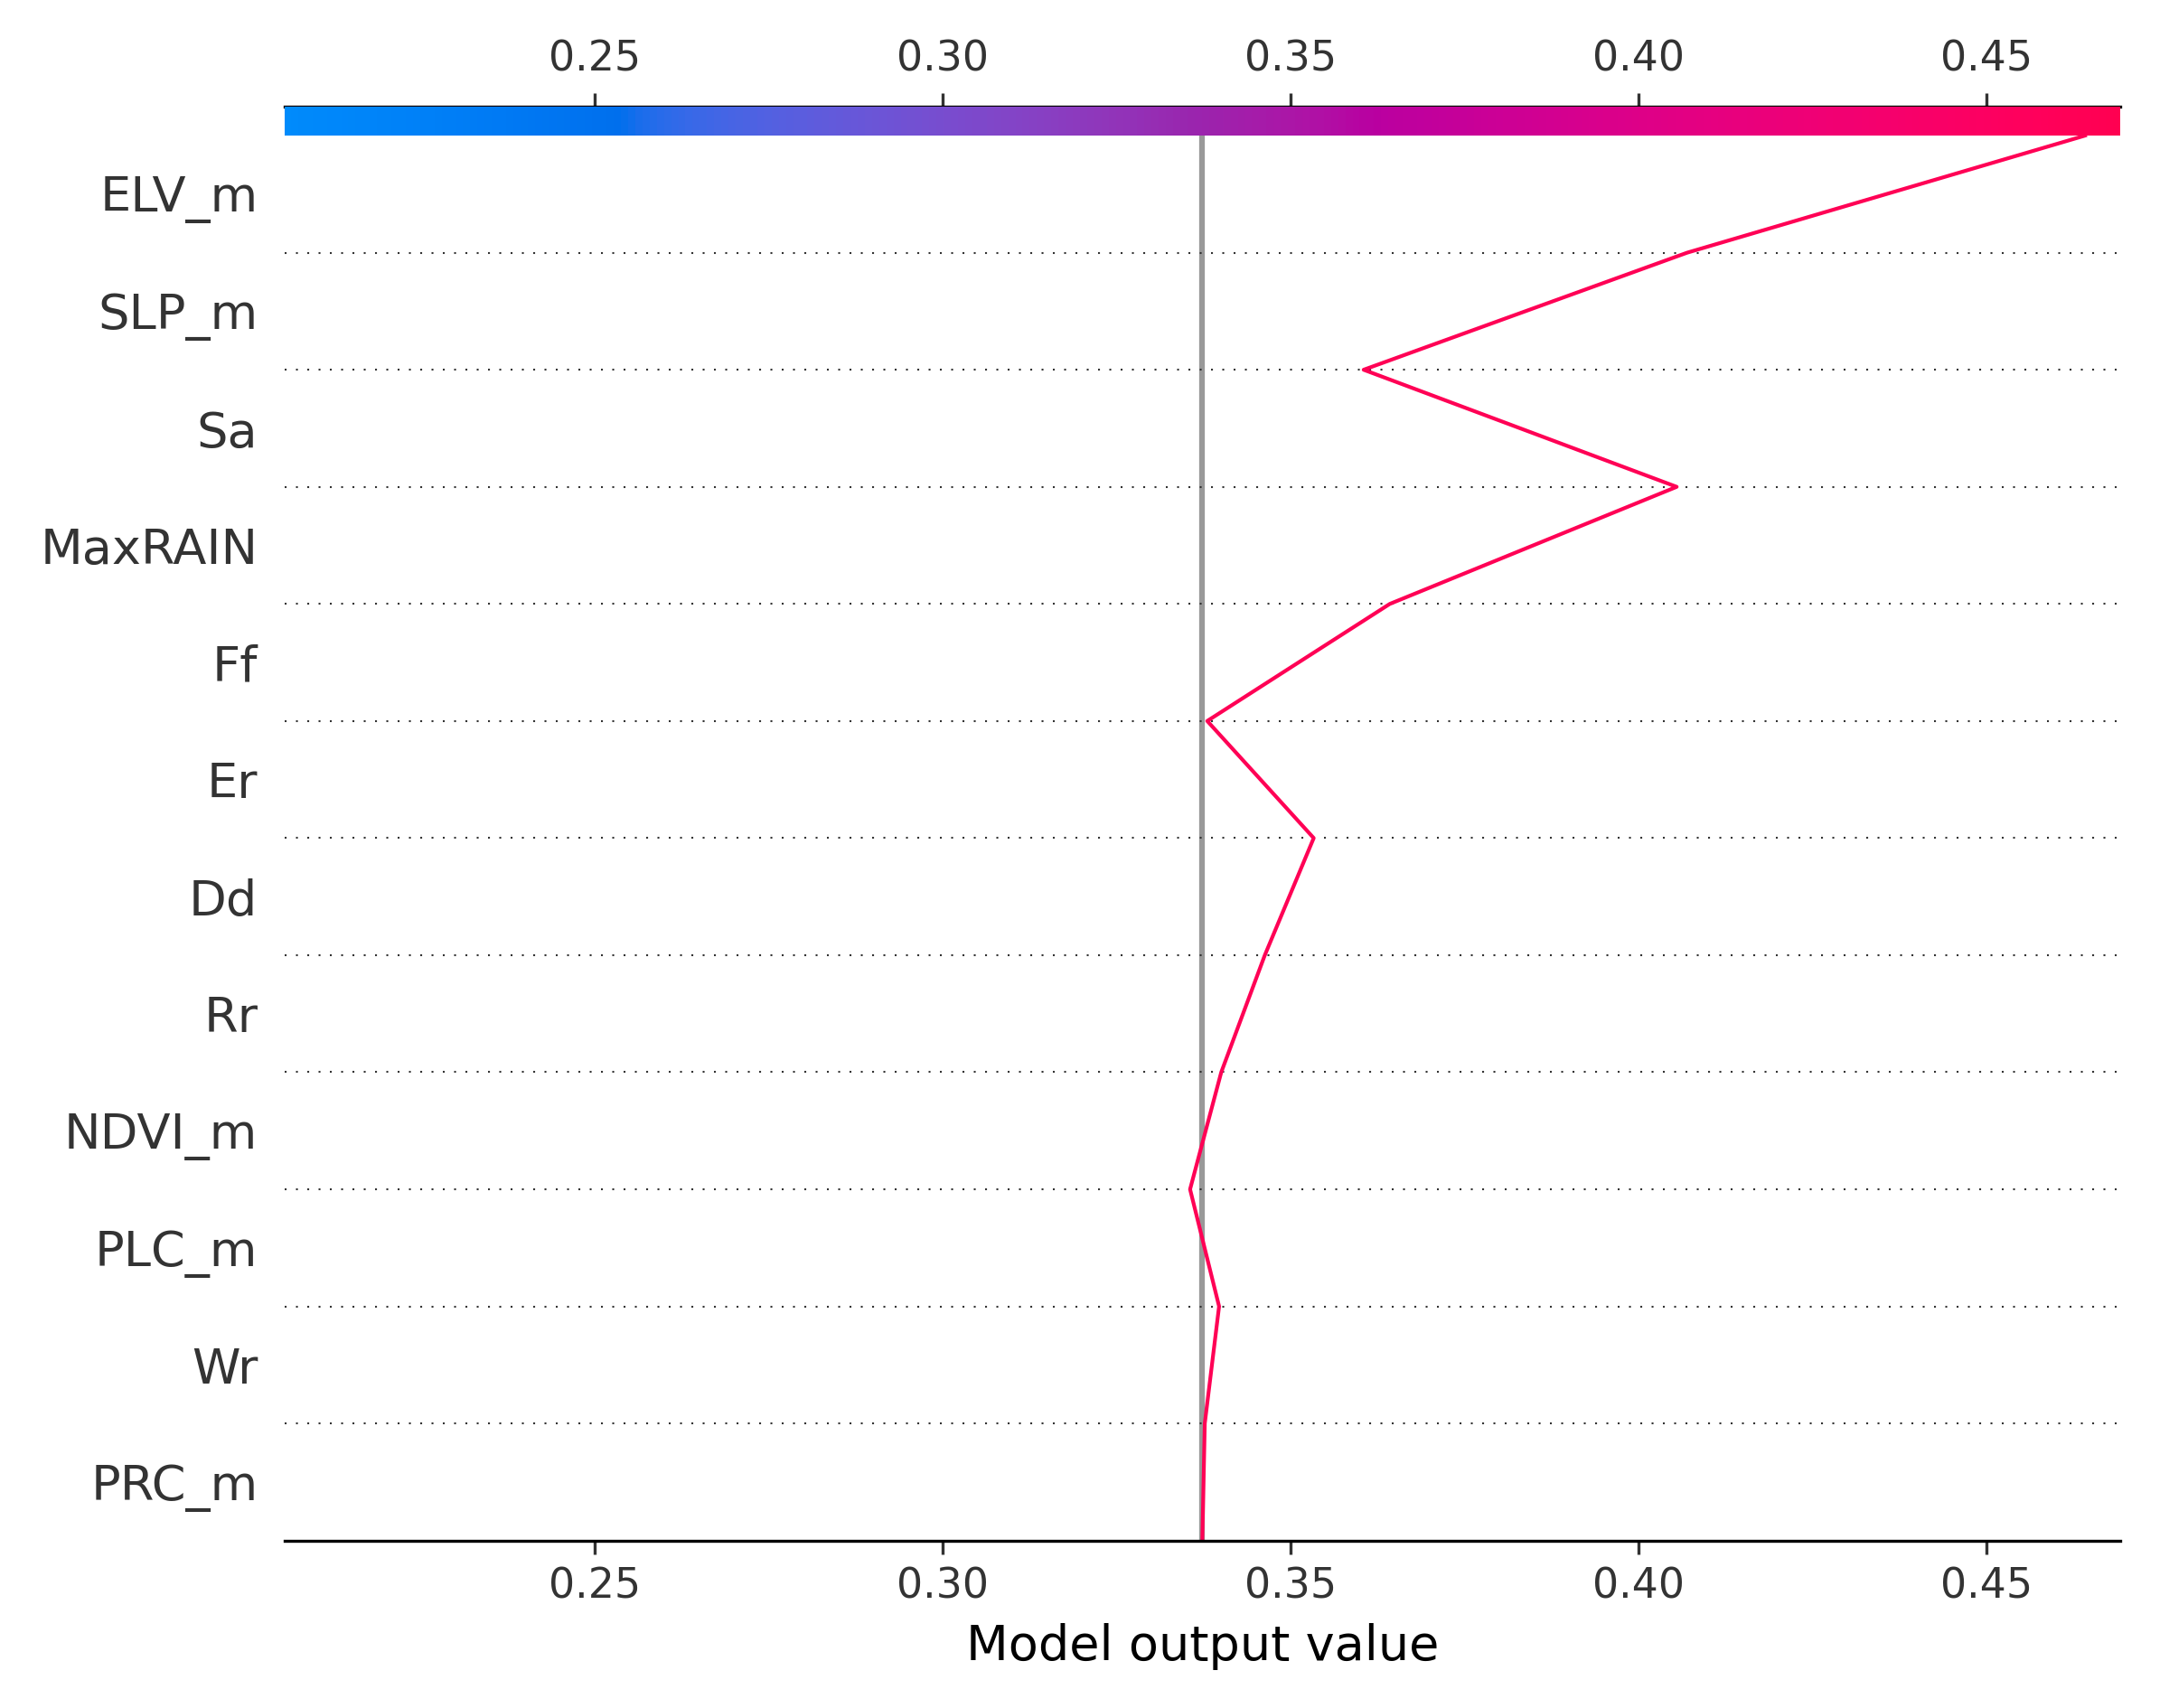 0.25 0.30 0.35 0.40 0.45
ELV_m
SLP_m
Sa
MaxRAIN
Ff
Er
Dd
Rr
NDVI_m
PLC_m
Wr
PRC_m
0.25 0.30 0.35 0.40 0.45
Model output value